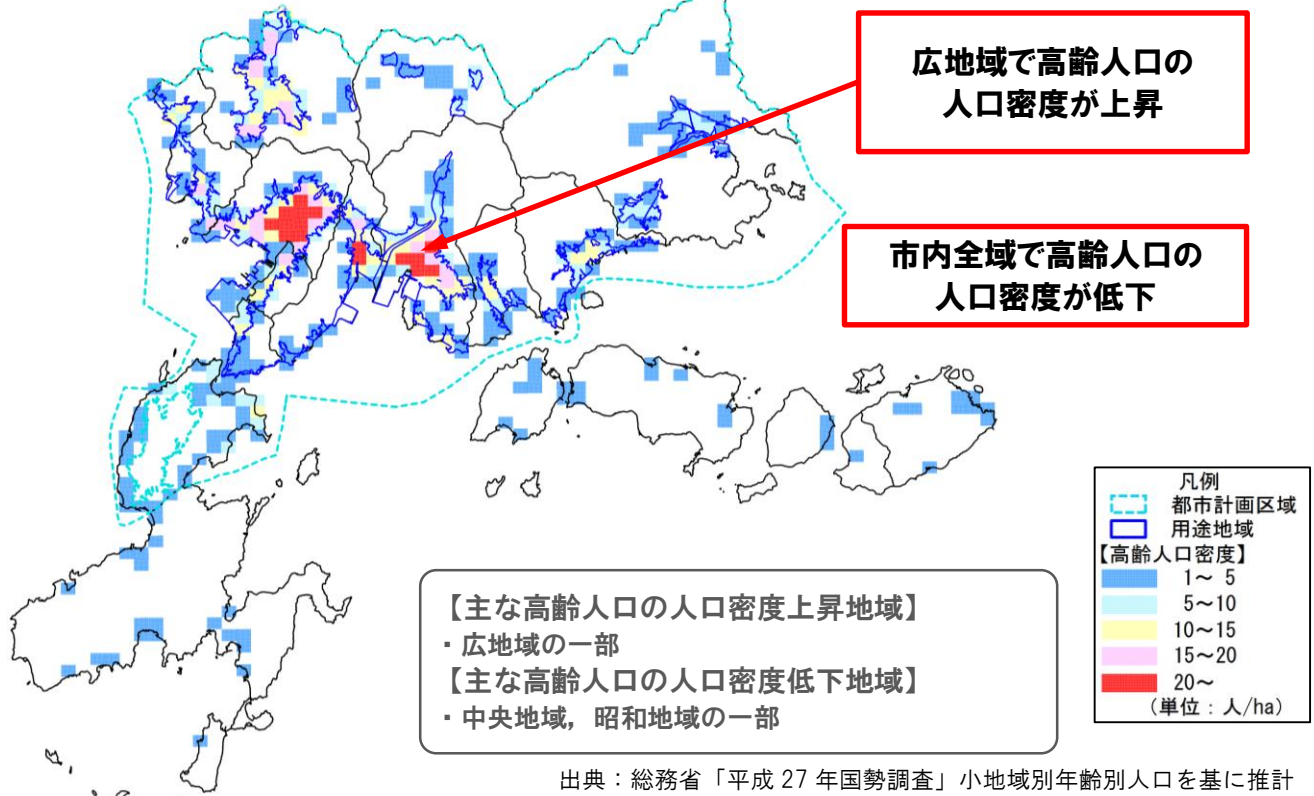 広地域で高齢人口の
人口密度が上昇
市内全域で高齢人口の
人口密度が低下
凡例
都市計画区域
用途地域
【高齢人口密度】
1～ 5
5～10
10～15
15～20
20～
（単位：人/ha）
【主な高齢人口の人口密度上昇地域】
・広地域の一部
【主な高齢人口の人口密度低下地域】
・中央地域，昭和地域の一部
出典：総務省「平成 27 年国勢調査」小地域別年齢別人口を基に推計